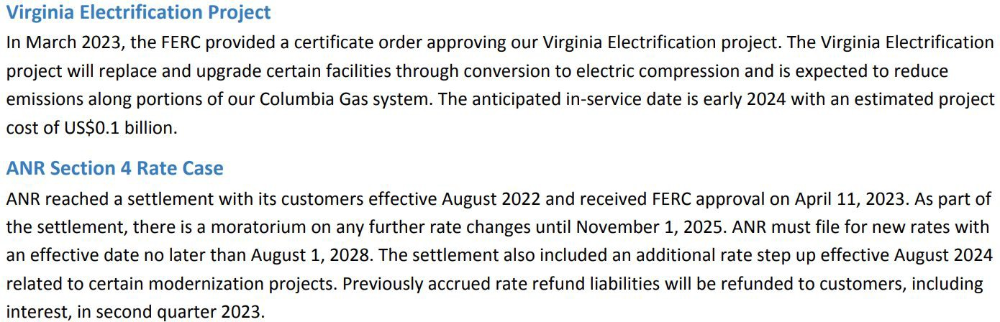 Virginia Electrification Project
In March 2023, the FERC provided a certificate order approving our Virginia Electrification project. The Virginia Electrification
project will replace and upgrade certain facilities through conversion to electric compression and is expected to reduce
emissions along portions of our Columbia Gas system. The anticipated in-service date is early 2024 with an estimated project
cost of US$0.1 billion.
ANR Section 4 Rate Case
ANR reached a settlement with its customers effective August 2022 and received FERC approval on April 11, 2023. As part of
the settlement, there is a moratorium on any further rate changes until November 1, 2025. ANR must file for new rates with
an effective date no later than August 1, 2028. The settlement also included an additional rate step up effective August 2024
related to certain modernization projects. Previously accrued rate refund liabilities will be refunded to customers, including
interest, in second quarter 2023.